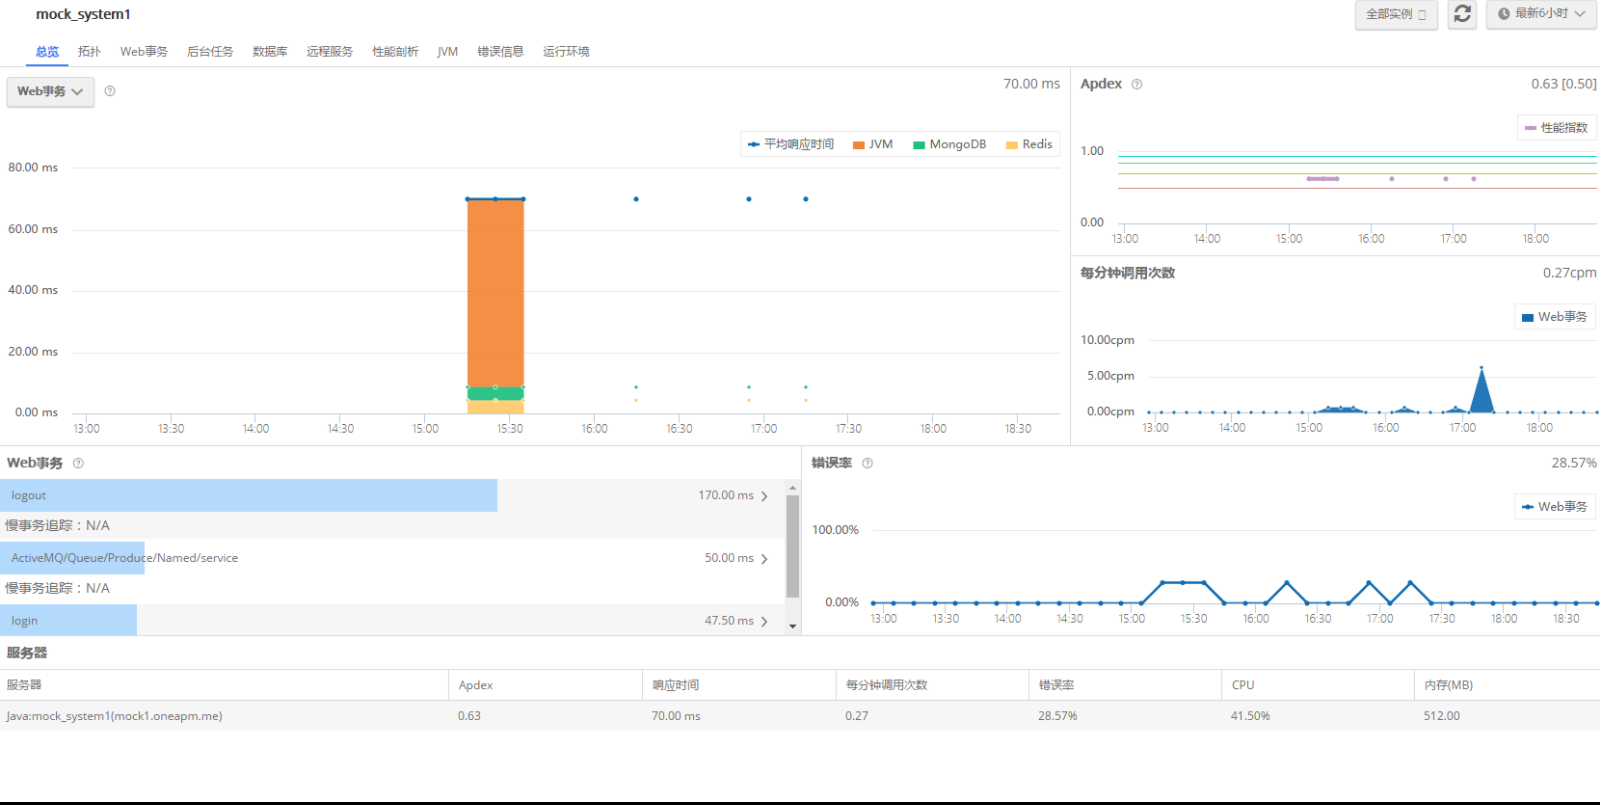 mock_system1
全部实例
最新6小时
总览 拓扑 Web事务 后台任务 数据库 远程服务 性能剖析 JVM 错误信息 运行环境
Web事务
70.00 ms
平均响应时间 JVM MongoDB Redis
80.00 ms
60.00 ms
40.00 ms
20.00 ms
0.00 ms
13:00 13:30 14:00 14:30 15:00 15:30 16:00 16:30 17:00 17:30 18:00 18:30
Apdex
0.63 [0.50]
性能指数
1.00
0.00
13:00 14:00 15:00 16:00 17:00 18:00
每分钟调用次数
0.27cpm
Web事务
10.00cpm
5.00cpm
0.00cpm
13:00 14:00 15:00 16:00 17:00 18:00
Web事务
logout 170.00 ms
慢事务追踪：N/A
ActiveMQ/Queue/Produce/Named/service 50.00 ms
慢事务追踪：N/A
login 47.50 ms
错误率
28.57%
Web事务
100.00%
0.00%
13:00 13:30 14:00 14:30 15:00 15:30 16:00 16:30 17:00 17:30 18:00 18:30
服务器
服务器 Apdex 响应时间 每分钟调用次数 错误率 CPU 内存(MB)
Java:mock_system1(mock1.oneapm.me) 0.63 70.00 ms 0.27 28.57% 41.50% 512.00